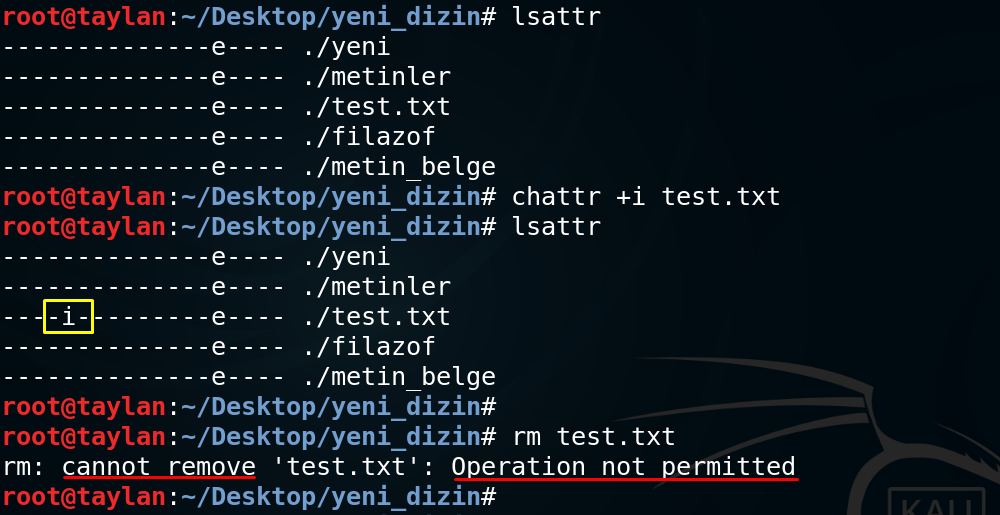 root@taylan:~/Desktop/yeni_dizin# lsattr
--------------e---- ./yeni
--------------e---- ./metinler
--------------e---- ./test.txt
--------------e---- ./filazof
--------------e---- ./metin_belge
root@taylan:~/Desktop/yeni_dizin# chattr +i test.txt
root@taylan:~/Desktop/yeni_dizin# lsattr
--------------e---- ./yeni
--------------e---- ./metinler
----i---------e---- ./test.txt
--------------e---- ./filazof
--------------e---- ./metin_belge
root@taylan:~/Desktop/yeni_dizin#
root@taylan:~/Desktop/yeni_dizin# rm test.txt
rm: cannot remove 'test.txt': Operation not permitted
root@taylan:~/Desktop/yeni_dizin#
KALI